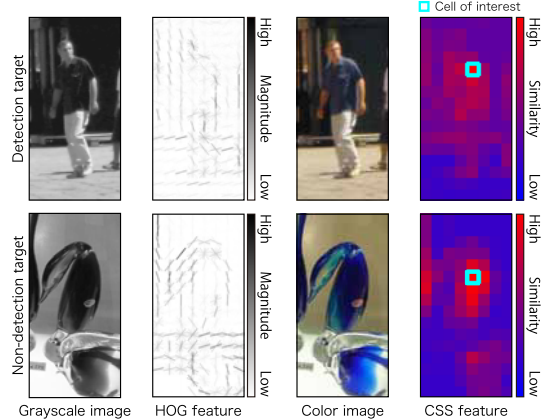 Cell of interest
Detection target
High
Magnitude
Low
High
Similarity
Low
Non-detection target
High
Magnitude
Low
High
Similarity
Low
Grayscale image
HOG feature
Color image
CSS feature